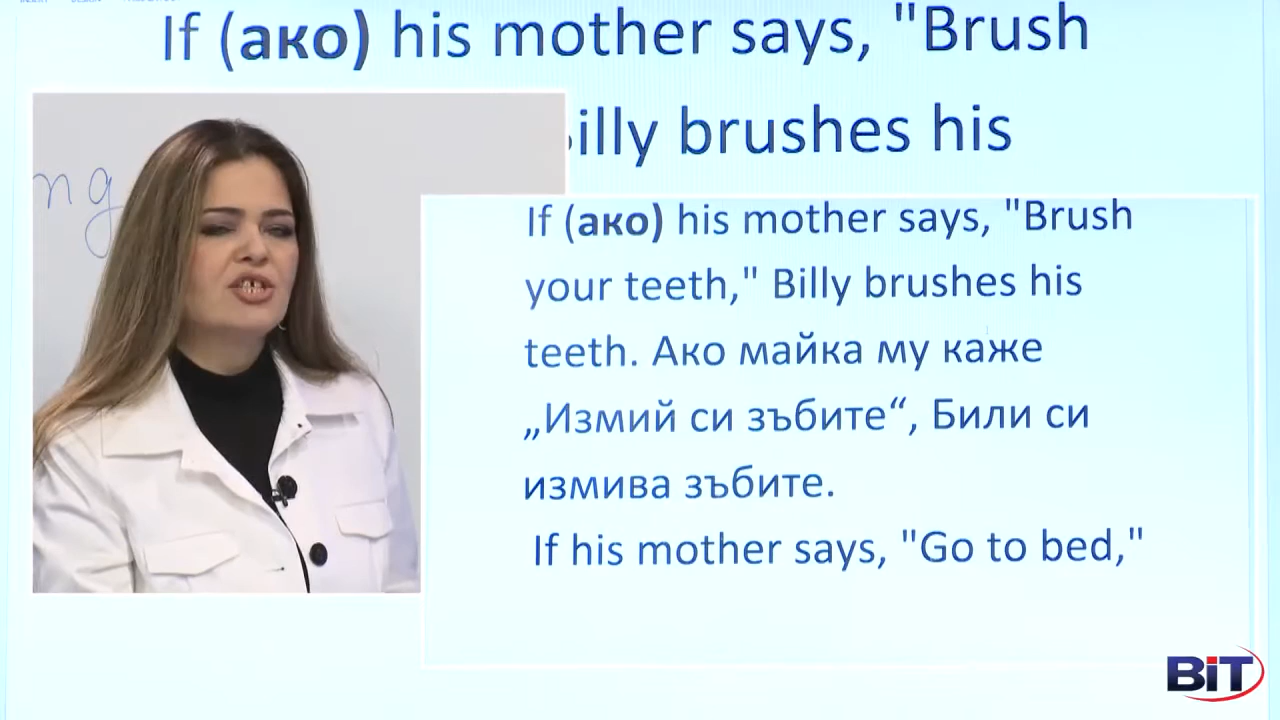 If (ако) his mother says, "Brush
illy brushes his
ng
If (ако) his mother says, "Brush
your teeth," Billy brushes his
teeth. Ако майка му каже
„Измий си зъбите“, Били си
измива зъбите.
If his mother says, "Go to bed,"
BiT